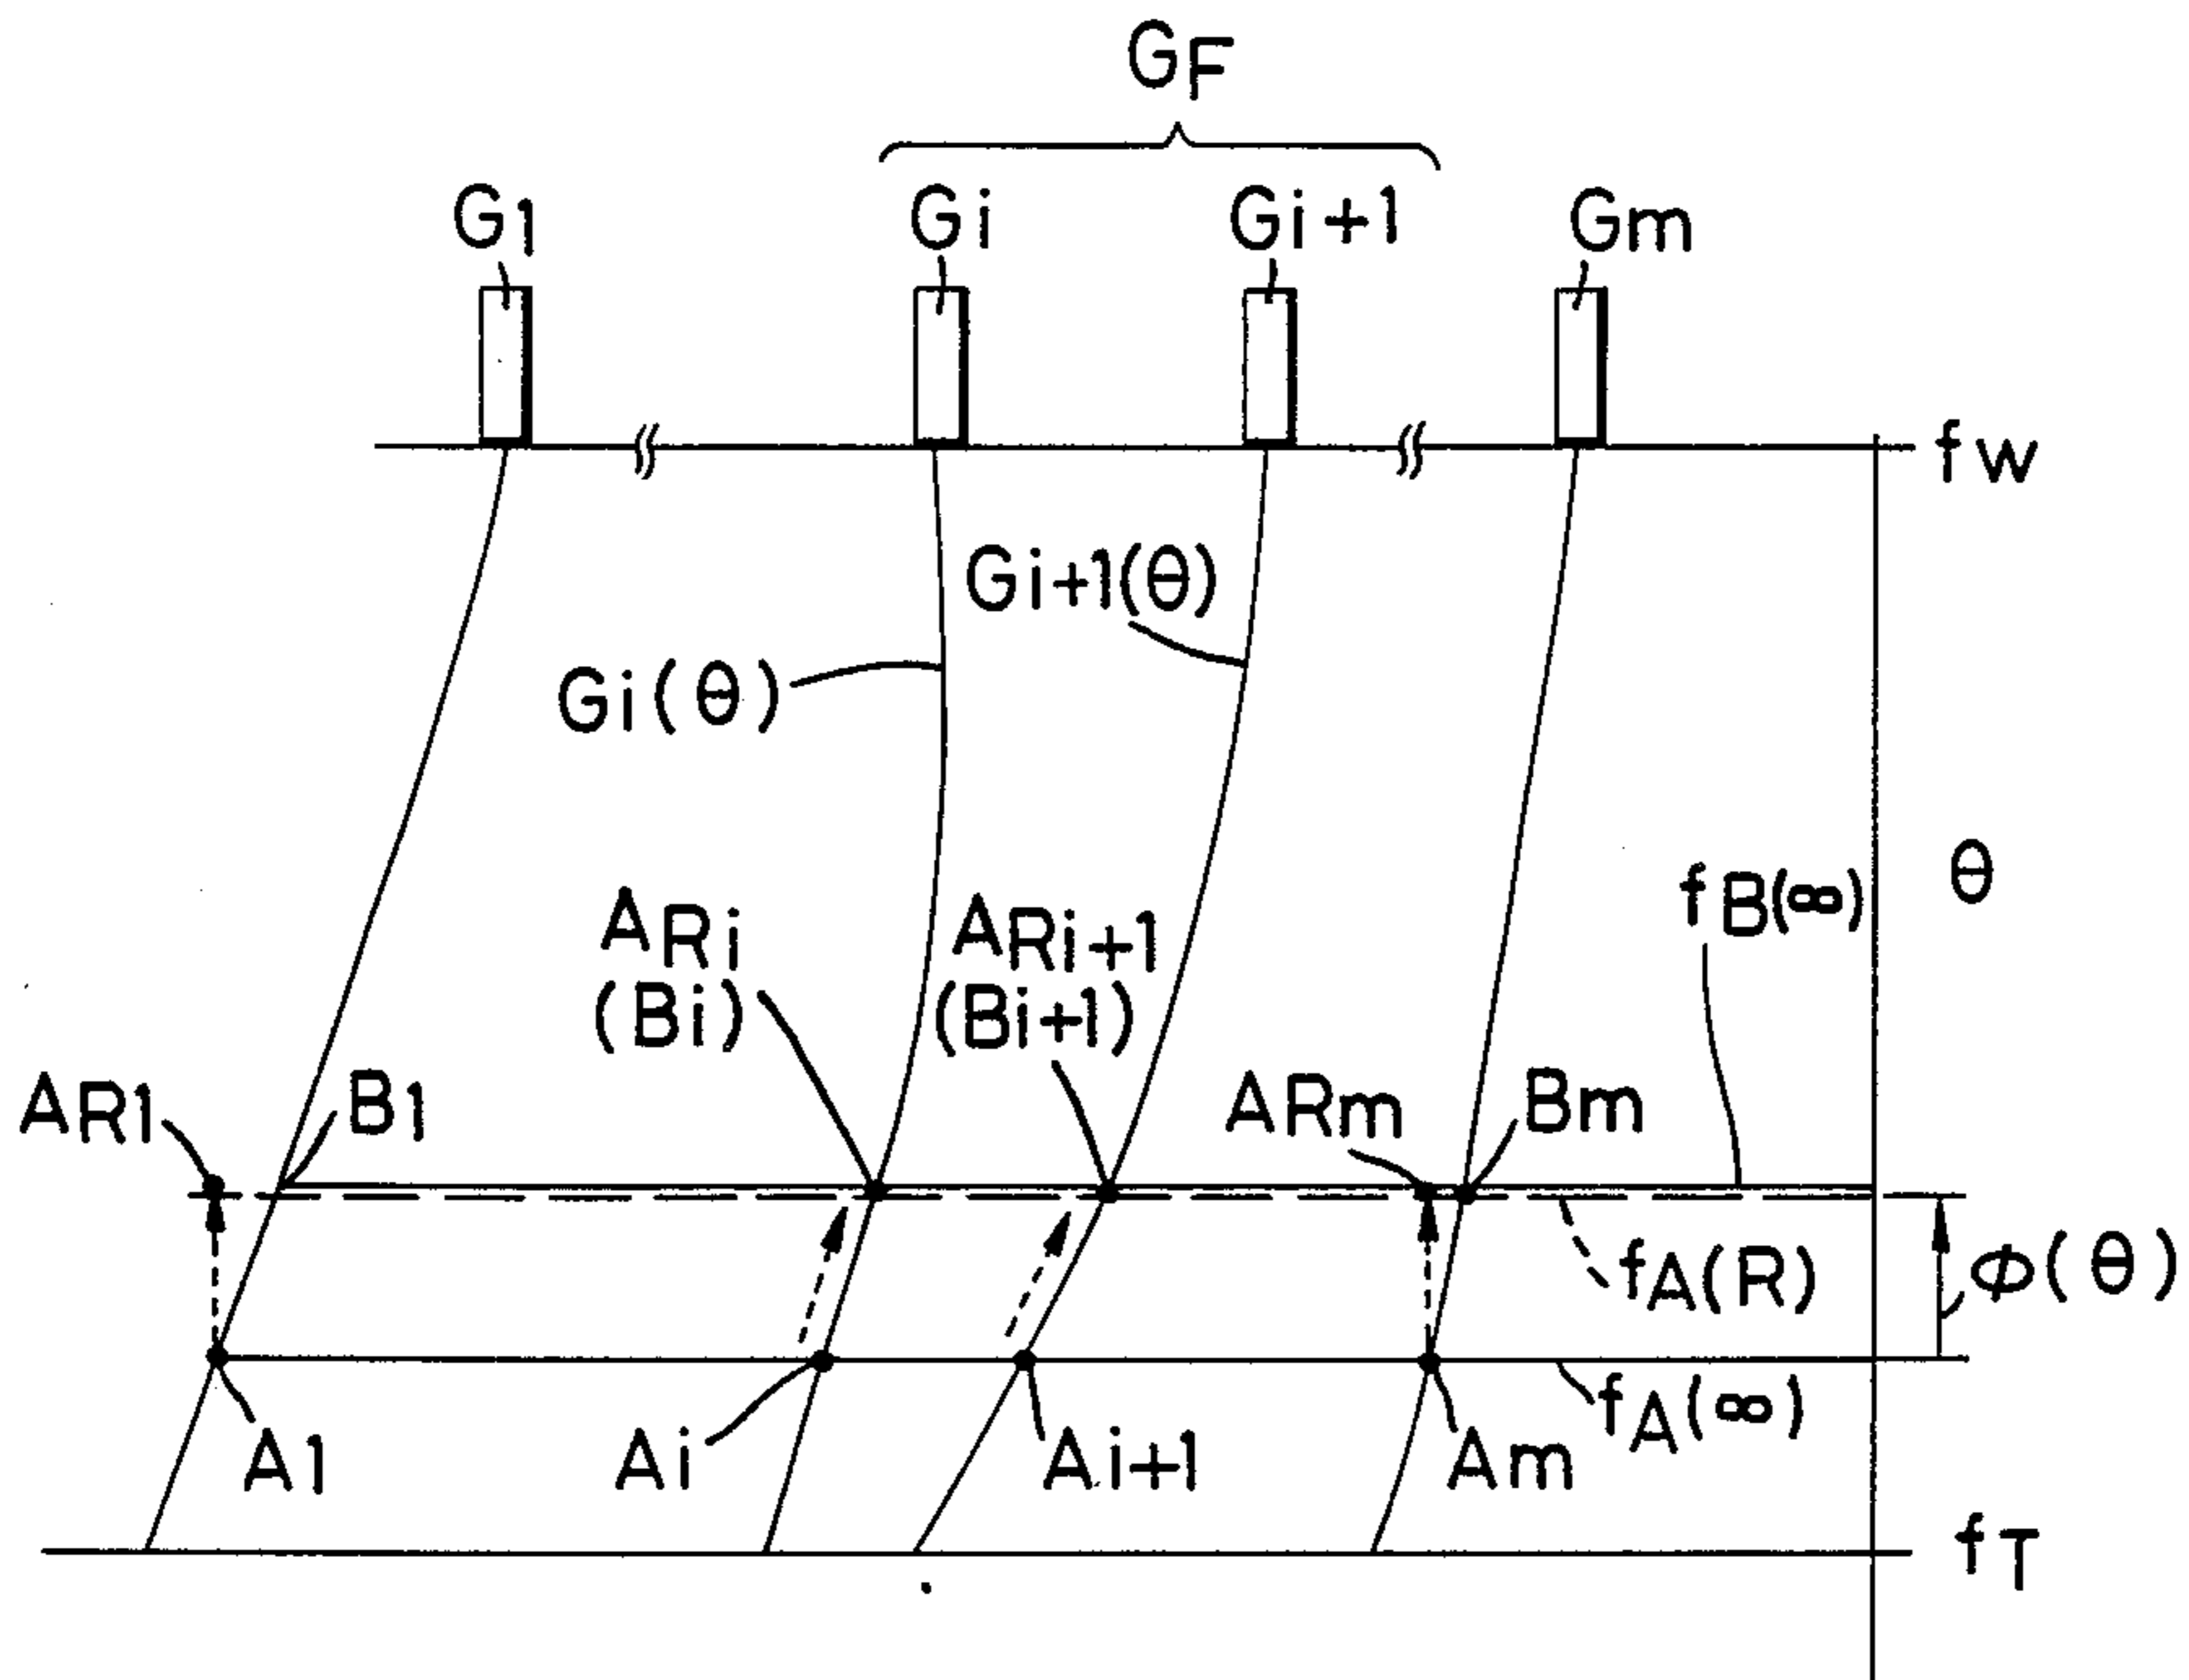 GF
G1 Gi Gi+1 Gm
fW
Gi+1(θ)
Gi(θ)
θ
fB(∞)
ARi ARi+1
(Bi) (Bi+1)
AR1 B1 ARm Bm
fA(R) Φ(θ)
fA(∞)
A1 Ai Ai+1 Am
fT